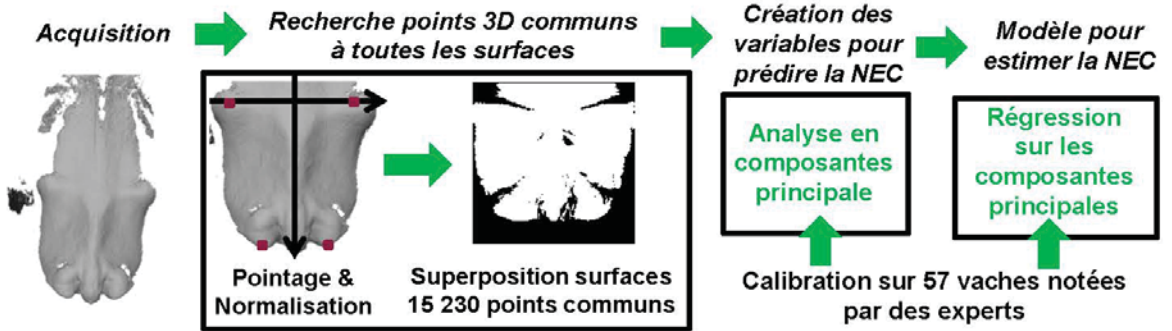 Acquisition
Recherche points 3D communs
à toutes les surfaces
Création des
variables pour
prédire la NEC
Modèle pour
estimer la NEC
Pointage &
Normalisation
Superposition surfaces
15 230 points communs
Analyse en
composantes
principale
Régression
sur les
composantes
principales
Calibration sur 57 vaches notées
par des experts